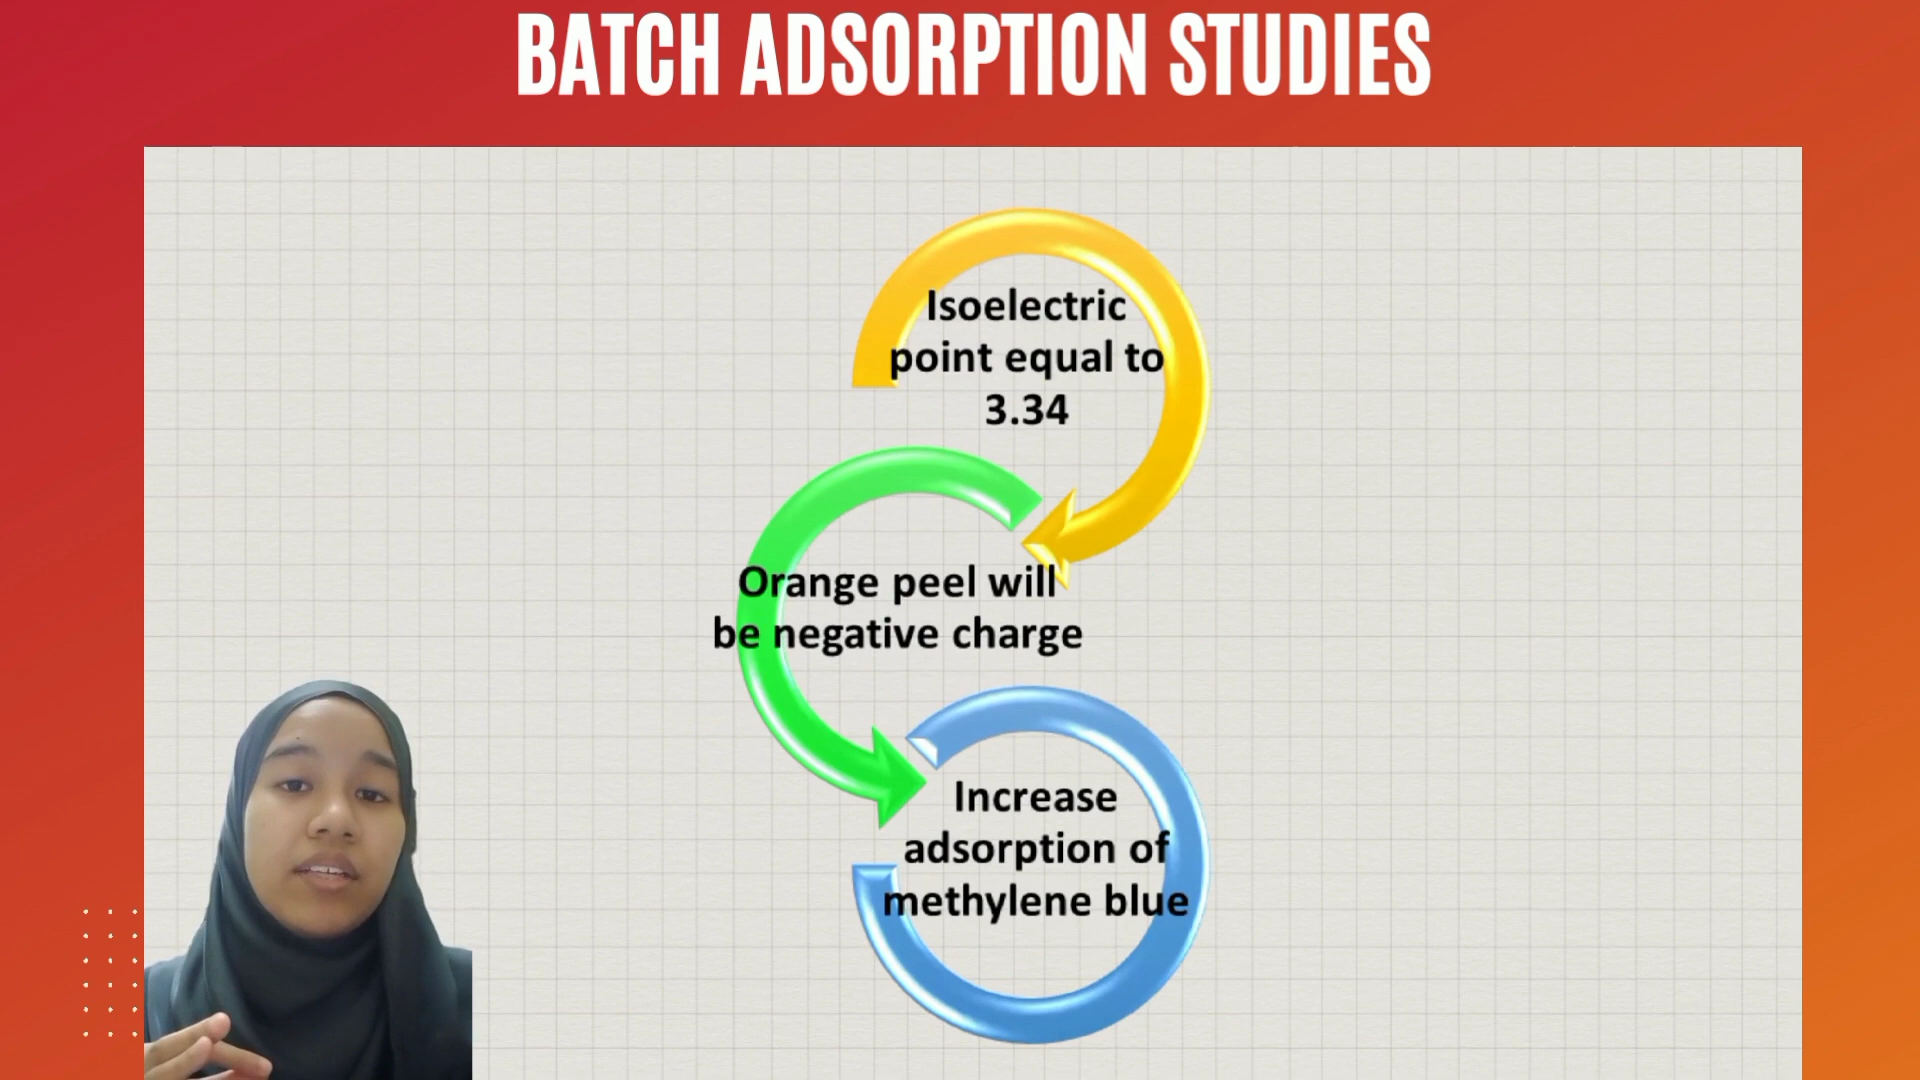 BATCH ADSORPTION STUDIES
Isoelectric
point equal to
3.34
Orange peel will
be negative charge
Increase
adsorption of
methylene blue